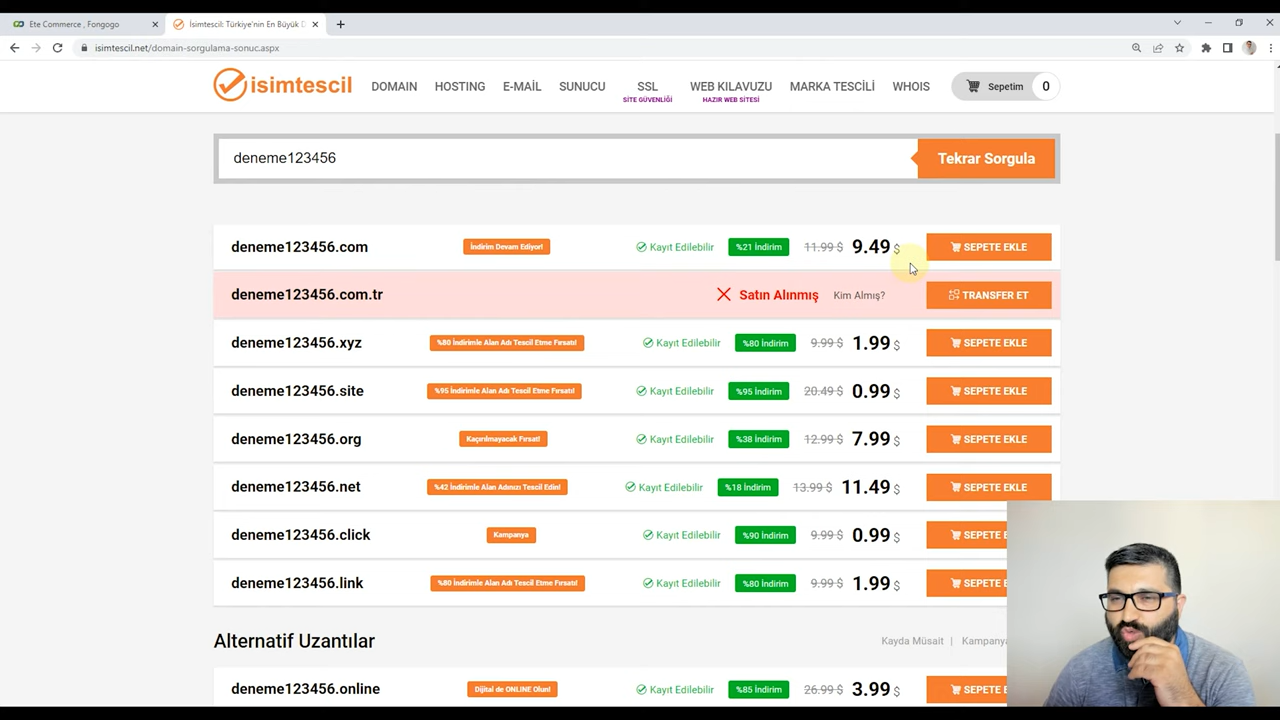 Ete Commerce , Fongogo
İsimtescil: Türkiye'nin En Büyük D
isimtescil.net/domain-sorgulama-sonuc.aspx
isimtescil
DOMAIN
HOSTING
E-MAİL
SUNUCU
SSL
SİTE GÜVENLİĞİ
WEB KILAVUZU
HAZIR WEB SİTESİ
MARKA TESCİLİ
WHOIS
Sepetim 0
deneme123456
Tekrar Sorgula
deneme123456.com İndirim Devam Ediyor! Kayıt Edilebilir %21 İndirim 11.99 $ 9.49 $ SEPETE EKLE
deneme123456.com.tr Satın Alınmış Kim Almış? TRANSFER ET
deneme123456.xyz %80 İndirimle Alan Adı Tescil Etme Fırsatı! Kayıt Edilebilir %80 İndirim 9.99 $ 1.99 $ SEPETE EKLE
deneme123456.site %95 İndirimle Alan Adı Tescil Etme Fırsatı! Kayıt Edilebilir %95 İndirim 20.49 $ 0.99 $ SEPETE EKLE
deneme123456.org Kaçırılmayacak Fırsat! Kayıt Edilebilir %38 İndirim 12.99 $ 7.99 $ SEPETE EKLE
deneme123456.net %42 İndirimle Alan Adınızı Tescil Edin! Kayıt Edilebilir %18 İndirim 13.99 $ 11.49 $ SEPETE EKLE
deneme123456.click Kampanya Kayıt Edilebilir %90 İndirim 9.99 $ 0.99 $ SEPETE E
deneme123456.link %80 İndirimle Alan Adı Tescil Etme Fırsatı! Kayıt Edilebilir %80 İndirim 9.99 $ 1.99 $ SEPETE E
Alternatif Uzantılar Kayda Müsait | Kampanya
deneme123456.online Dijital de ONLINE Olun! Kayıt Edilebilir %85 İndirim 26.99 $ 3.99 $ SEPETE E